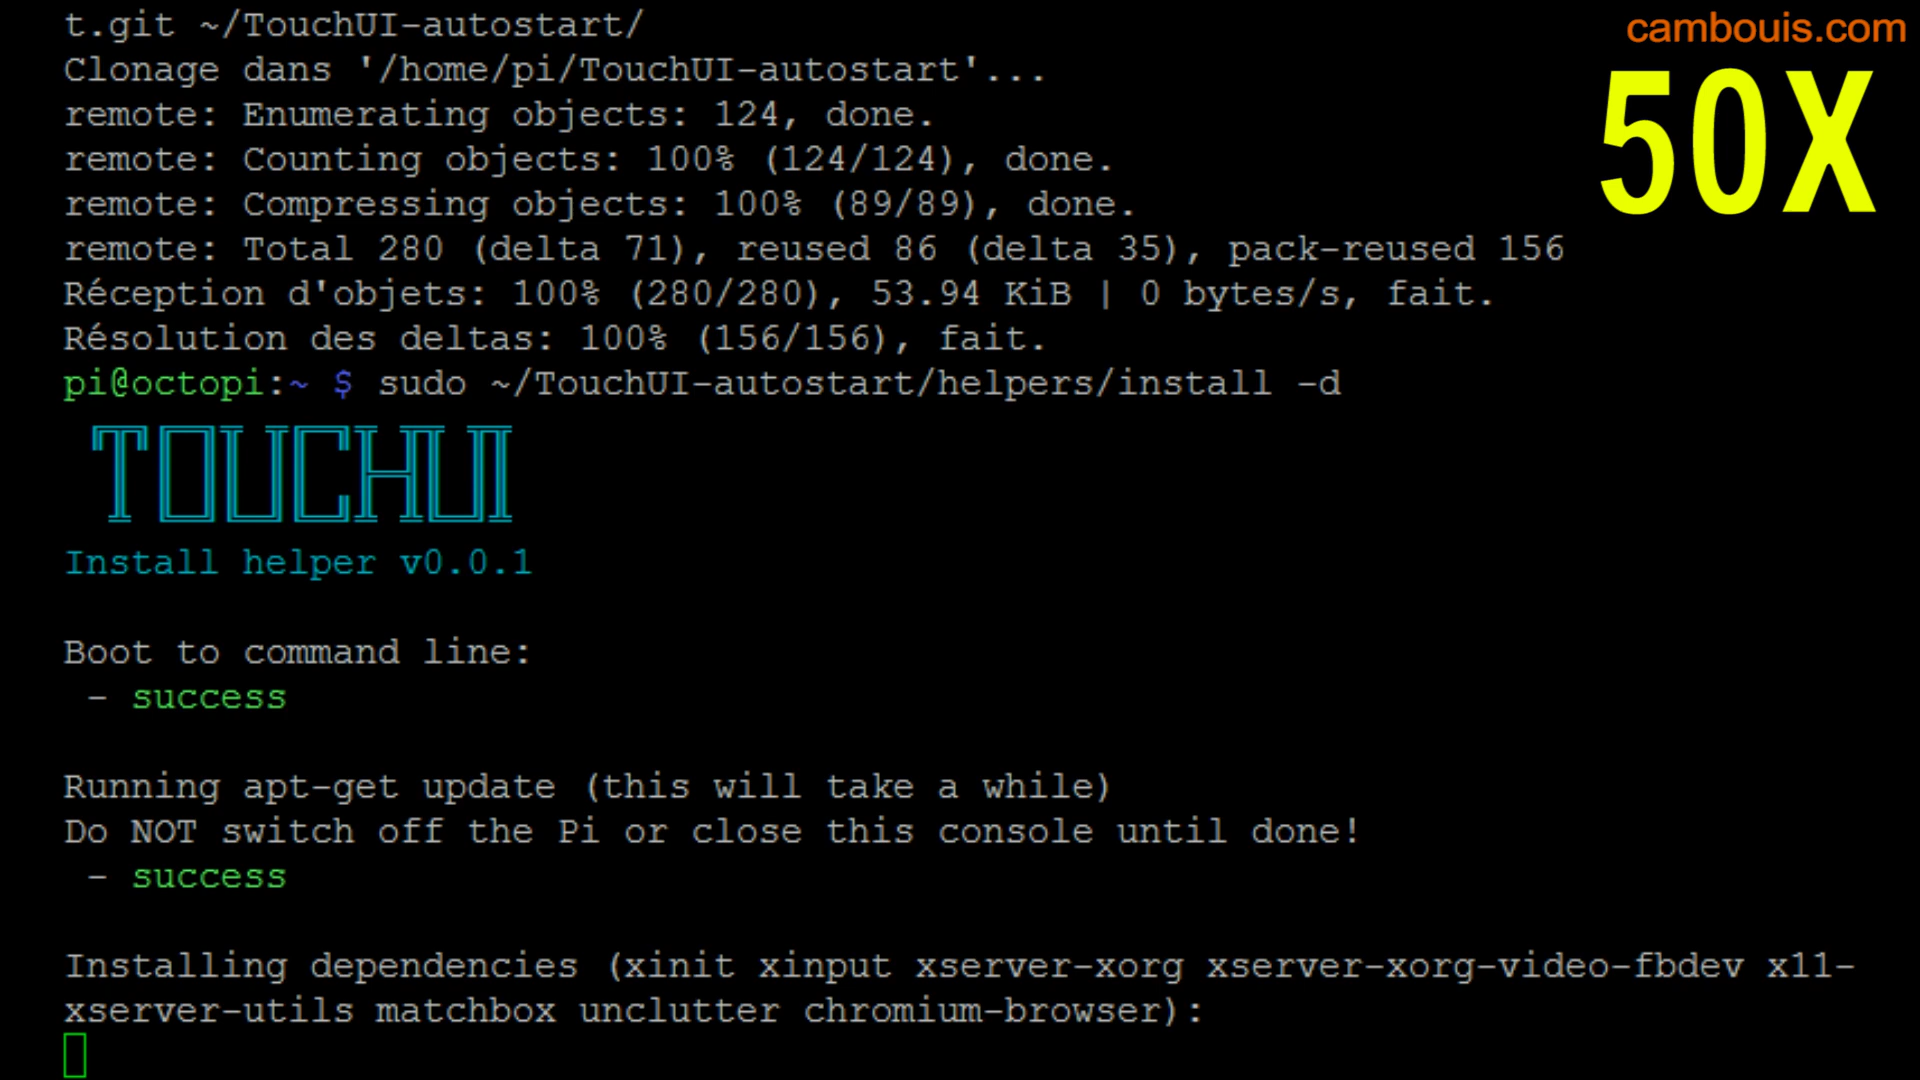 t.git ~/TouchUI-autostart/
cambouis.com
50X
Clonage dans '/home/pi/TouchUI-autostart'...
remote: Enumerating objects: 124, done.
remote: Counting objects: 100% (124/124), done.
remote: Compressing objects: 100% (89/89), done.
remote: Total 280 (delta 71), reused 86 (delta 35), pack-reused 156
Réception d'objets: 100% (280/280), 53.94 KiB | 0 bytes/s, fait.
Résolution des deltas: 100% (156/156), fait.
pi@octopi:~ $ sudo ~/TouchUI-autostart/helpers/install -d
TOUCHUI
Install helper v0.0.1
Boot to command line:
- success
Running apt-get update (this will take a while)
Do NOT switch off the Pi or close this console until done!
- success
Installing dependencies (xinit xinput xserver-xorg xserver-xorg-video-fbdev x11-
xserver-utils matchbox unclutter chromium-browser):